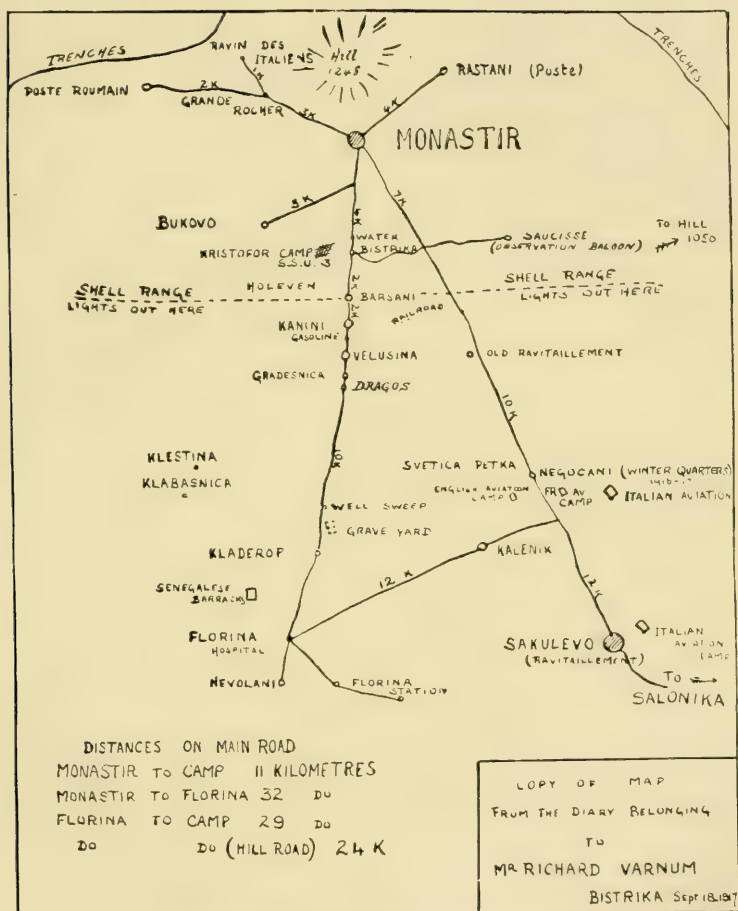 TRENCHES
RAVIN DES
ITALIENS
Hill
1248
TRENCHES
1K
RASTANI (Poste)
POSTE ROUMAIN
2K
GRANDE
ROCHER
3K
4K
MONASTIR
3K
BUKOVO
7K
WATER
BISTRIKA
KRISTOFOR CAMP
S.S.U. 3
SAUCISSE
(OBSERVATION BALOON)
TO HILL
1050
HOLEVEN
2K
SHELL RANGE
LIGHTS OUT HERE
BARSANI
SHELL RANGE
LIGHTS OUT HERE
2K
RAILROAD
KANINI
GASOLINE
VELUSINA
OLD RAVITAILLEMENT
GRADESNICA
DRAGOS
10K
10K
KLESTINA
KLABASNICA
SVETICA PETKA
NEGOCANI (WINTER QUARTERS)
ENGLISH AVIATION
CAMP
FR AV
CAMP
ITALIAN AVIATION
WELL SWEEP
GRAVE YARD
KLADEROP
KALENIK
12K
12K
SENEGALESE
BARRACKS
FLORINA
HOSPITAL
SAKULEVO
(RAVITAILLEMENT)
ITALIAN
AVIATION
CAMP
NEVOLANI
FLORINA
STATION
TO
SALONIKA
DISTANCES ON MAIN ROAD
MONASTIR TO CAMP 11 KILOMETRES
MONASTIR TO FLORINA 32 DO
FLORINA TO CAMP 29 DO
DO DO (HILL ROAD) 24 K
COPY OF MAP
FROM THE DIARY BELONGING
TO
MR RICHARD VARNUM
BISTRIKA Sept 18.1917